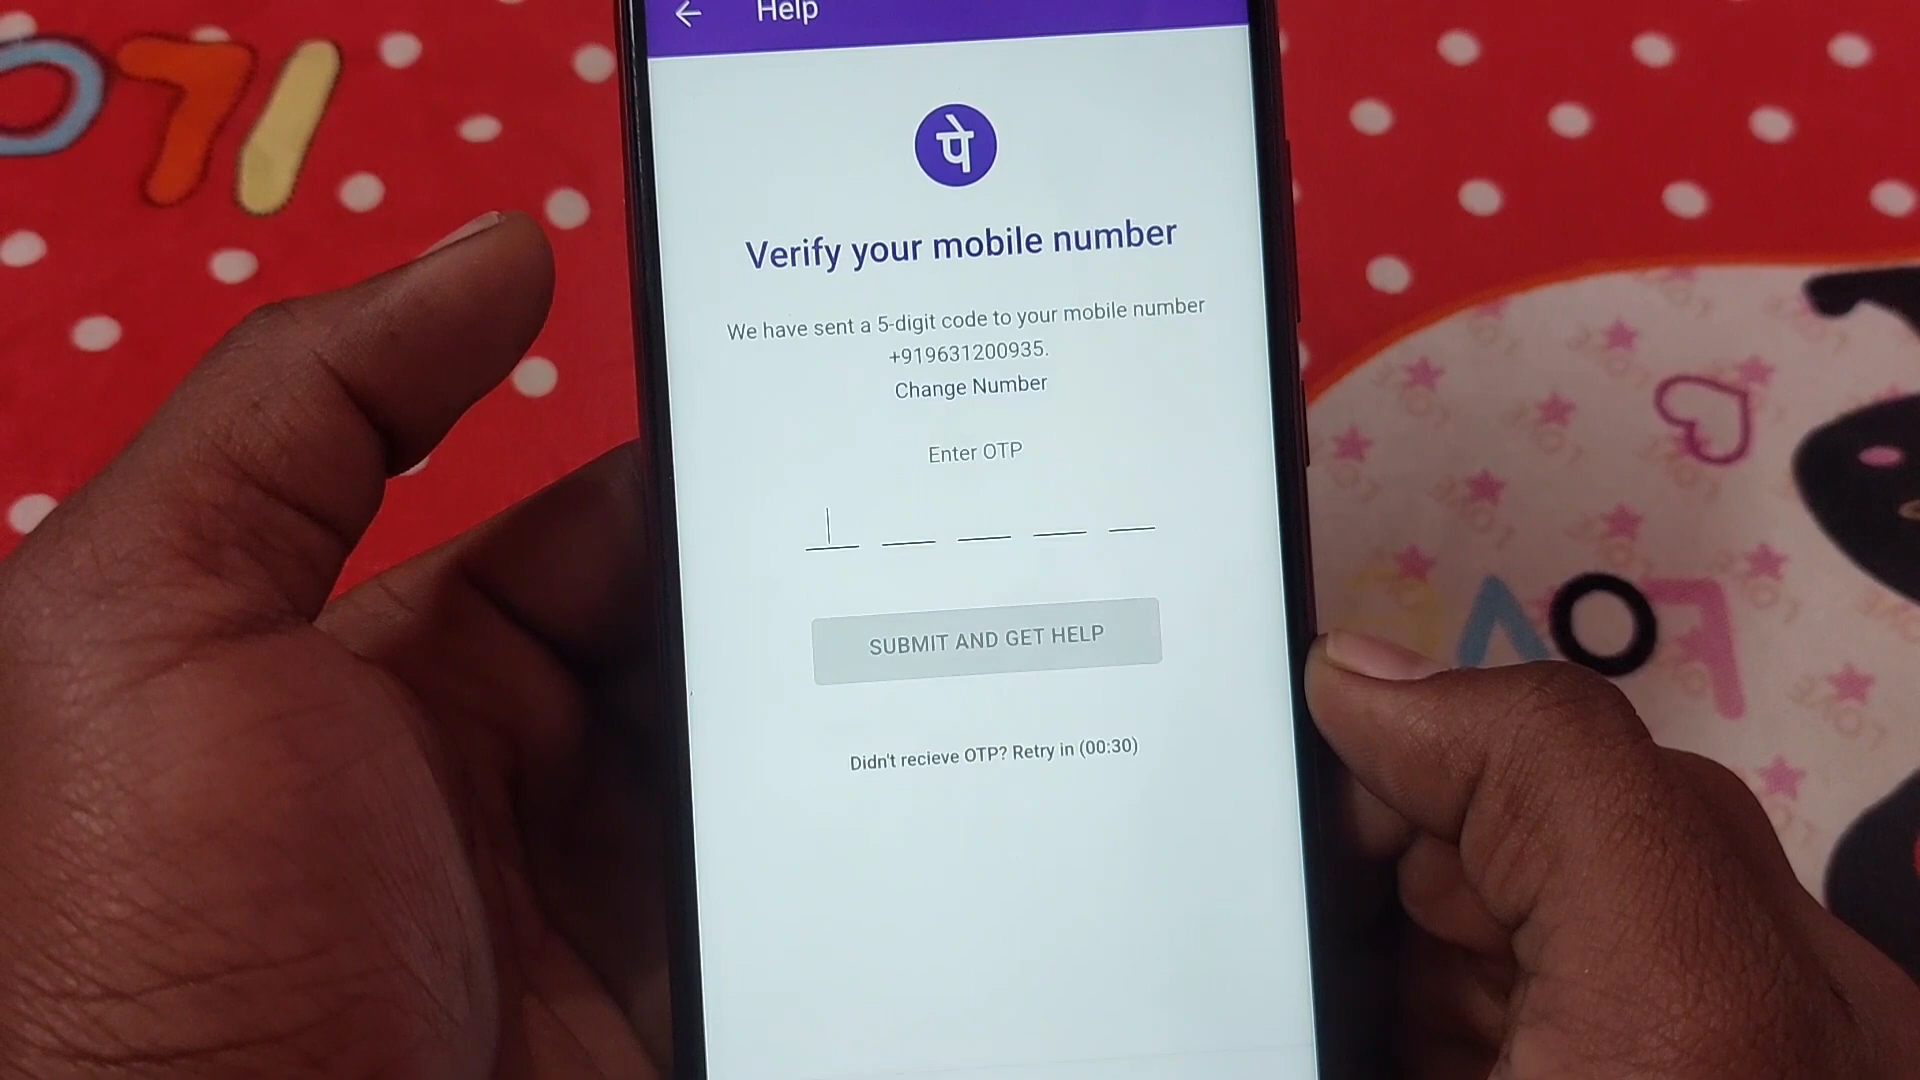 Help
पे
Verify your mobile number
We have sent a 5-digit code to your mobile number
+919631200935.
Change Number
Enter OTP
SUBMIT AND GET HELP
Didn't recieve OTP? Retry in (00:30)